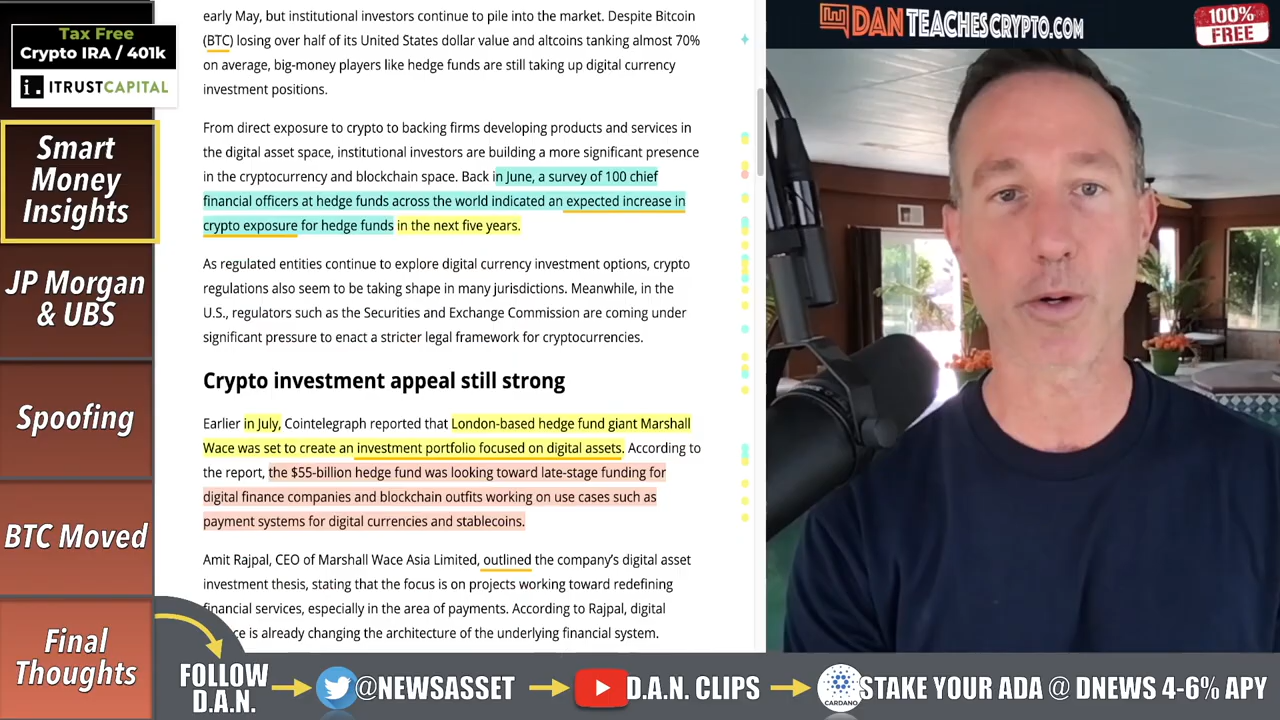 Tax Free
Crypto IRA / 401k
i.
ITRUSTCAPITAL
Smart
Money
Insights
JP Morgan
& UBS
Spoofing
BTC Moved
Final
Thoughts
early May, but institutional investors continue to pile into the market. Despite Bitcoin
(BTC) losing over half of its United States dollar value and altcoins tanking almost 70%
on average, big-money players like hedge funds are still taking up digital currency
investment positions.
From direct exposure to crypto to backing firms developing products and services in
the digital asset space, institutional investors are building a more significant presence
in the cryptocurrency and blockchain space. Back in June, a survey of 100 chief
financial officers at hedge funds across the world indicated an expected increase in
crypto exposure for hedge funds in the next five years.
As regulated entities continue to explore digital currency investment options, crypto
regulations also seem to be taking shape in many jurisdictions. Meanwhile, in the
U.S., regulators such as the Securities and Exchange Commission are coming under
significant pressure to enact a stricter legal framework for cryptocurrencies.
Crypto investment appeal still strong
Earlier in July, Cointelegraph reported that London-based hedge fund giant Marshall
Wace was set to create an investment portfolio focused on digital assets. According to
the report, the $55-billion hedge fund was looking toward late-stage funding for
digital finance companies and blockchain outfits working on use cases such as
payment systems for digital currencies and stablecoins.
Amit Rajpal, CEO of Marshall Wace Asia Limited, outlined the company's digital asset
investment thesis, stating that the focus is on projects working toward redefining
financial services, especially in the area of payments. According to Rajpal, digital
is already changing the architecture of the underlying financial system.
DANTEACHESCRYPTO.COM
100%
FREE
FOLLOW
D.A.N.
@NEWSASSET
D.A.N. CLIPS
CARDANO
STAKE YOUR ADA @ DNEWS 4-6% APY